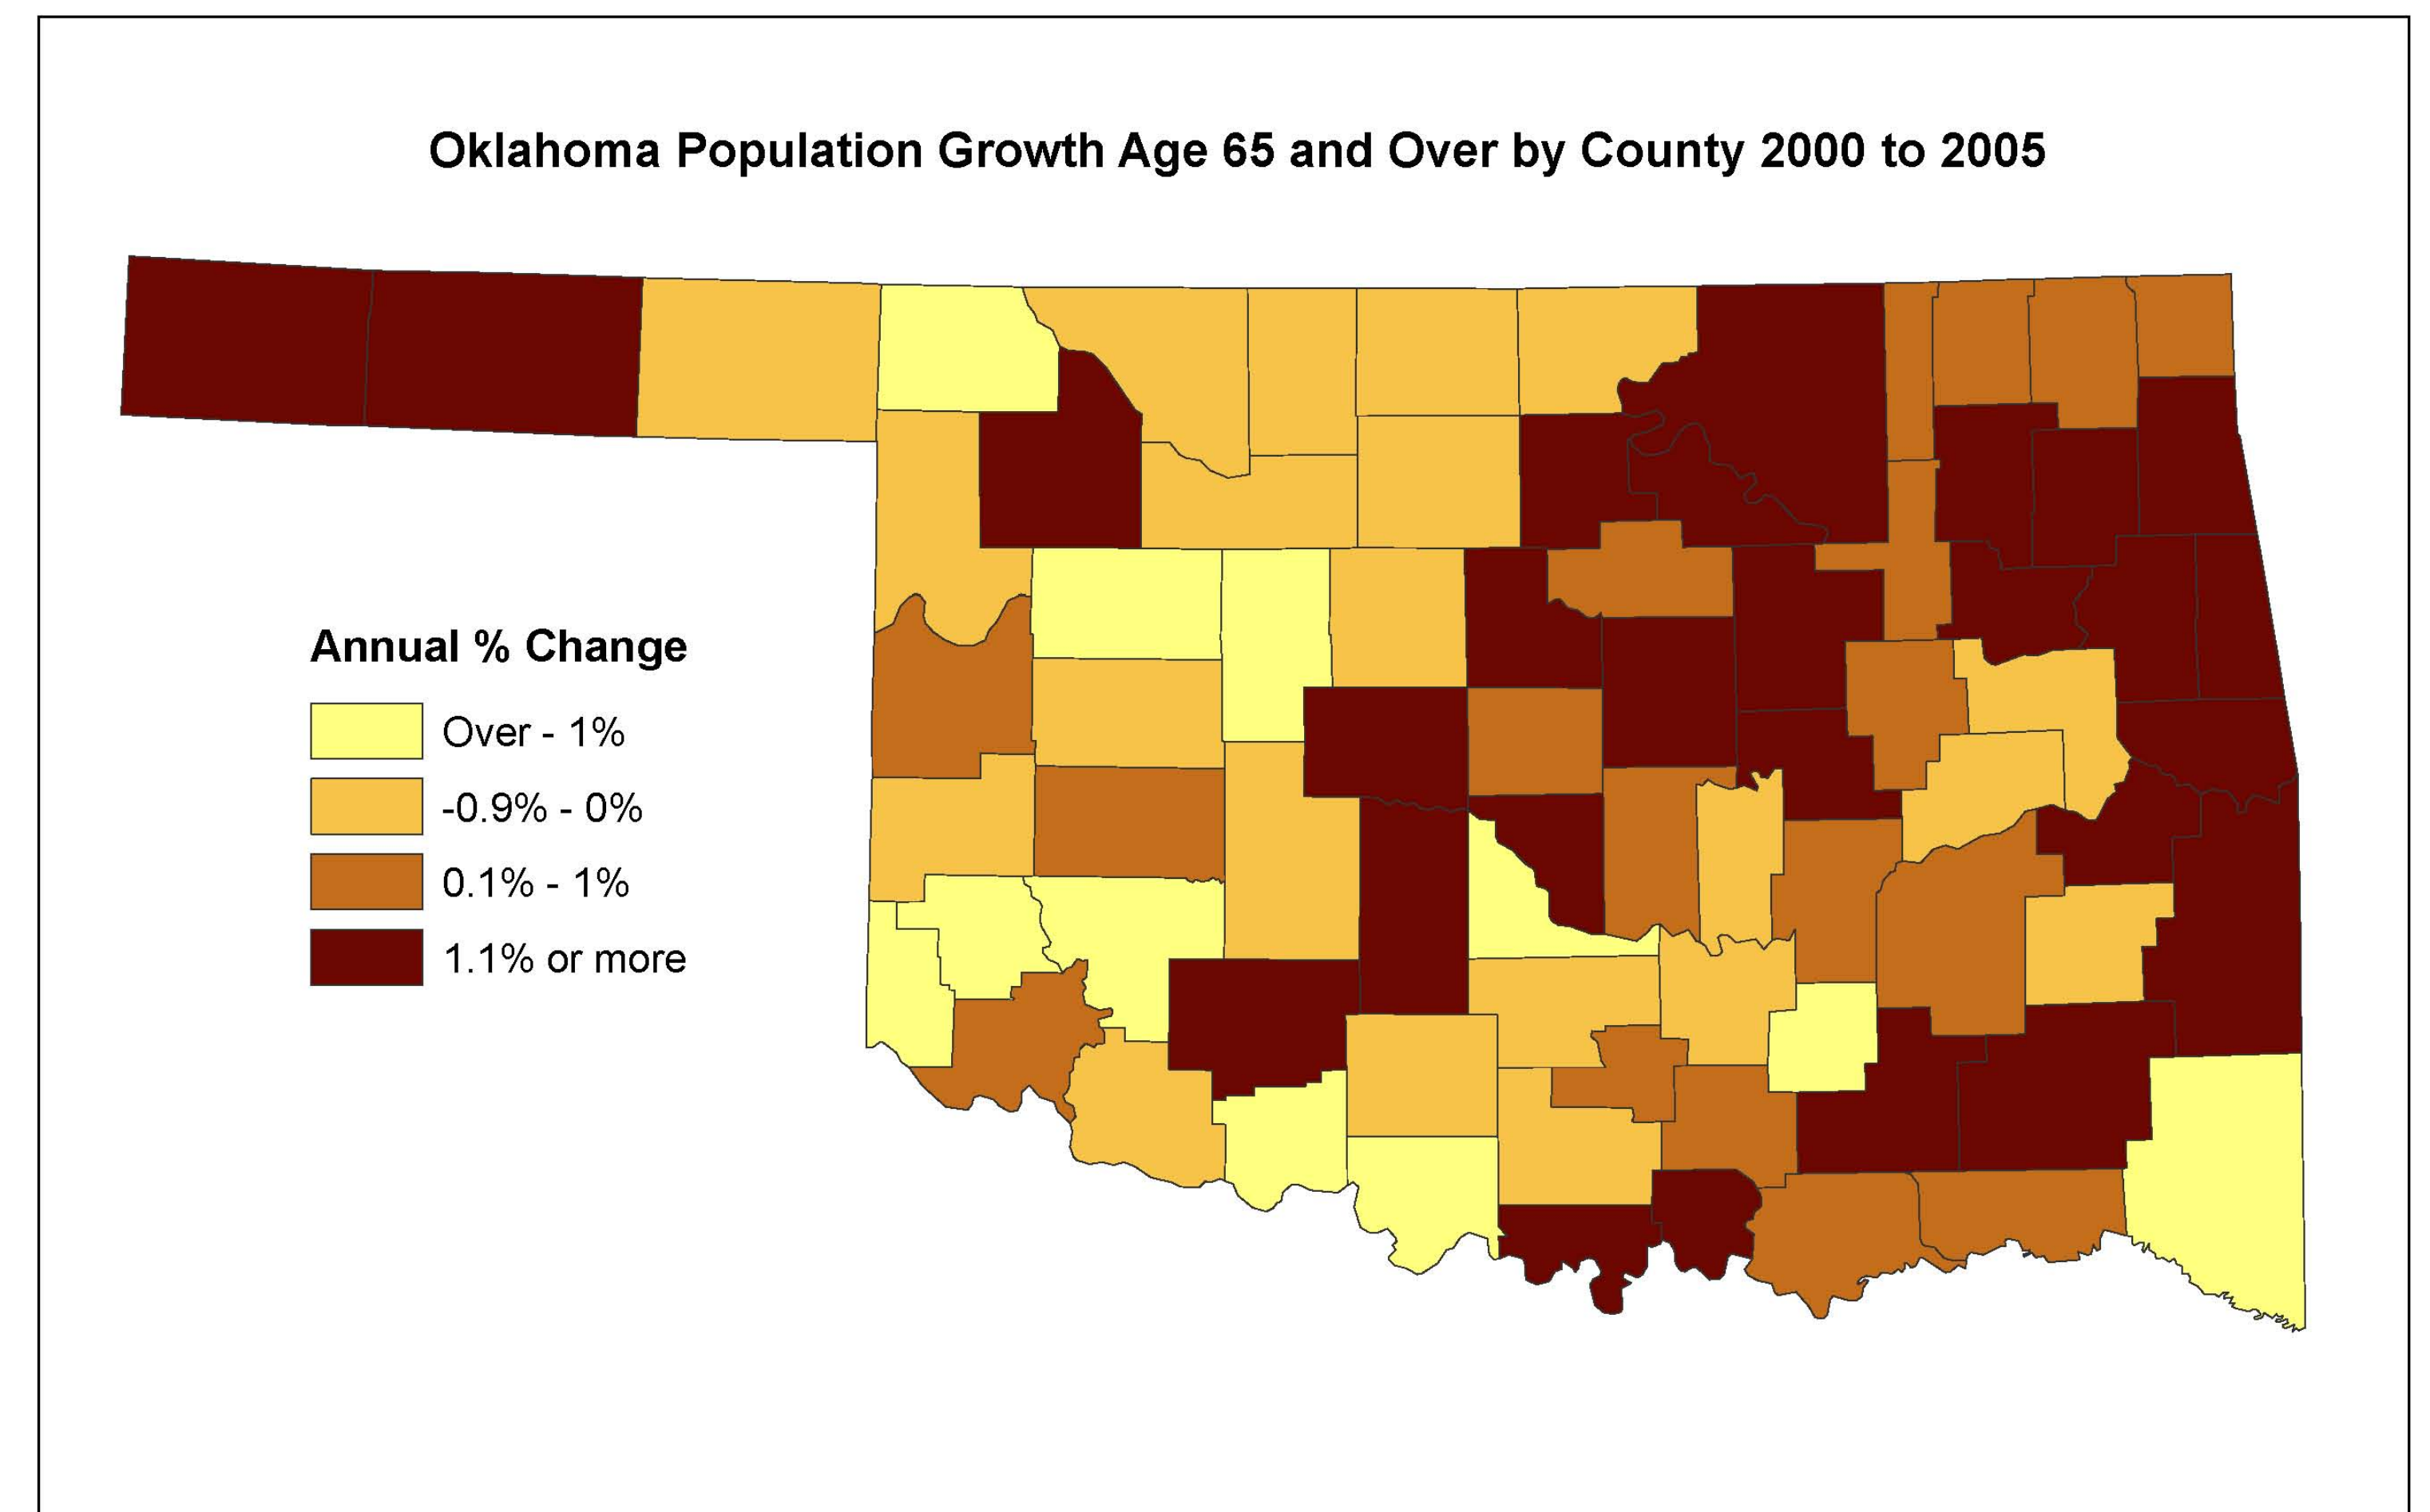 Oklahoma Population Growth Age 65 and Over by County 2000 to 2005
Annual % Change
Over - 1%
-0.9% - 0%
0.1% - 1%
1.1% or more